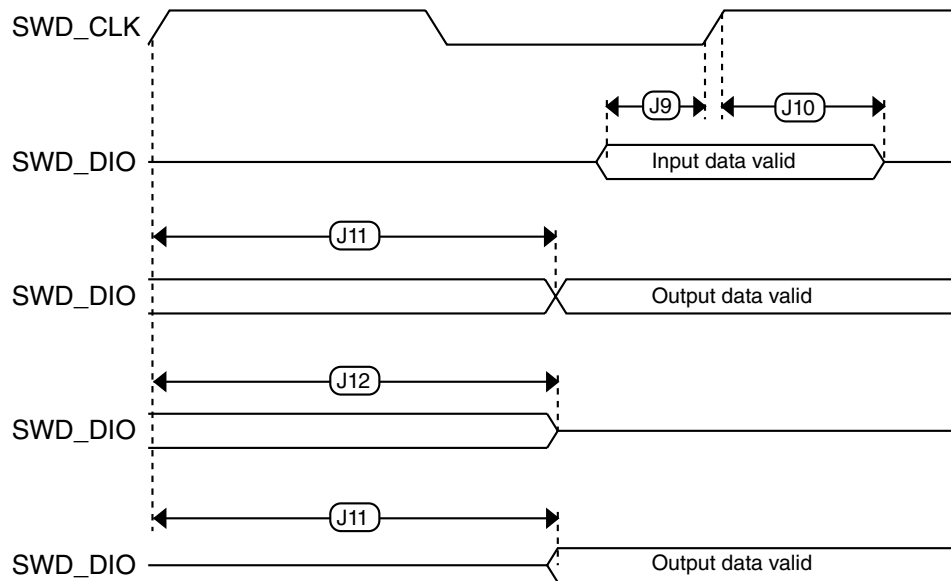 SWD_CLK
J9
J10
SWD_DIO
Input data valid
J11
SWD_DIO
Output data valid
J12
SWD_DIO
J11
SWD_DIO
Output data valid